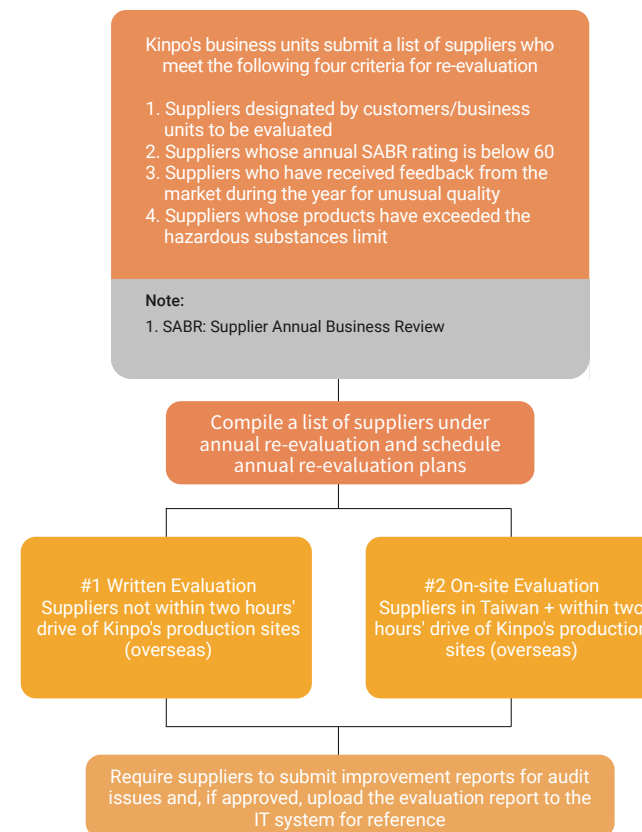 Kinpo's business units submit a list of suppliers who
meet the following four criteria for re-evaluation
1. Suppliers designated by customers/business
units to be evaluated
2. Suppliers whose annual SABR rating is below 60
3. Suppliers who have received feedback from the
market during the year for unusual quality
4. Suppliers whose products have exceeded the
hazardous substances limit
Note:
1. SABR: Supplier Annual Business Review
Compile a list of suppliers under
annual re-evaluation and schedule
annual re-evaluation plans
#1 Written Evaluation
Suppliers not within two hours'
drive of Kinpo's production sites
(overseas)
#2 On-site Evaluation
Suppliers in Taiwan + within two
hours' drive of Kinpo's production
sites (overseas)
Require suppliers to submit improvement reports for audit
issues and, if approved, upload the evaluation report to the
IT system for reference